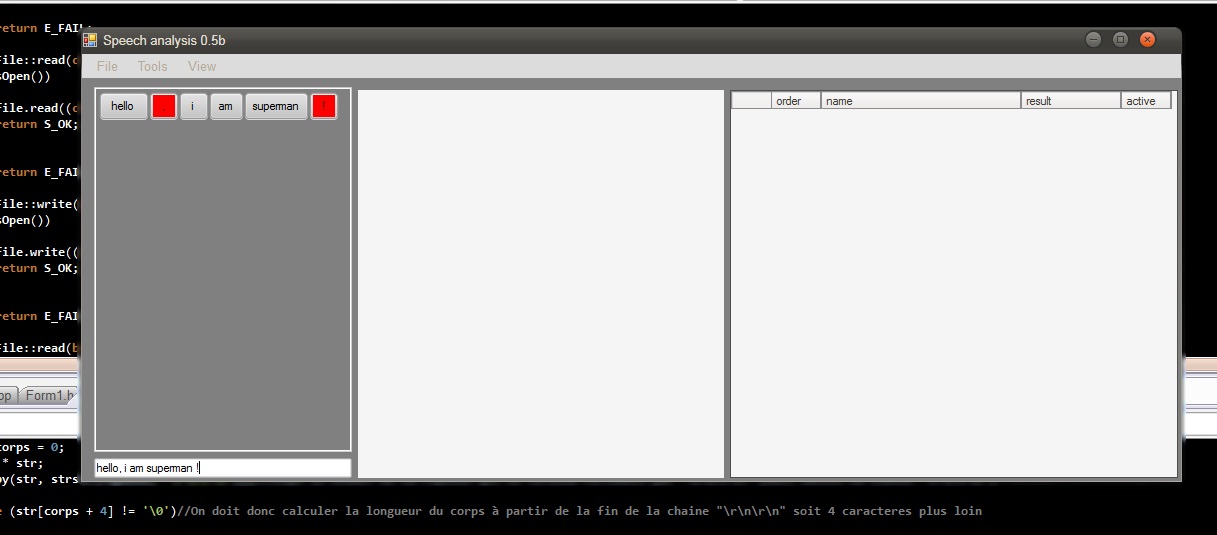 return E_FAIL;
Speech analysis 0.5b
File Tools View
File::read(
sOpen())
File.read((
return S_OK;
return E_FAI
File::write(
sOpen())
File.write((
return S_OK;
return E_FAI
File::read(b
hello , i am superman !
order name result active
hello, i am superman !
op Form1.h
corps = 0;
* str;
py(str, strs
e (str[corps + 4] != '\0')//On doit donc calculer la longueur du corps à partir de la fin de la chaine "\r\n\r\n" soit 4 caracteres plus loin